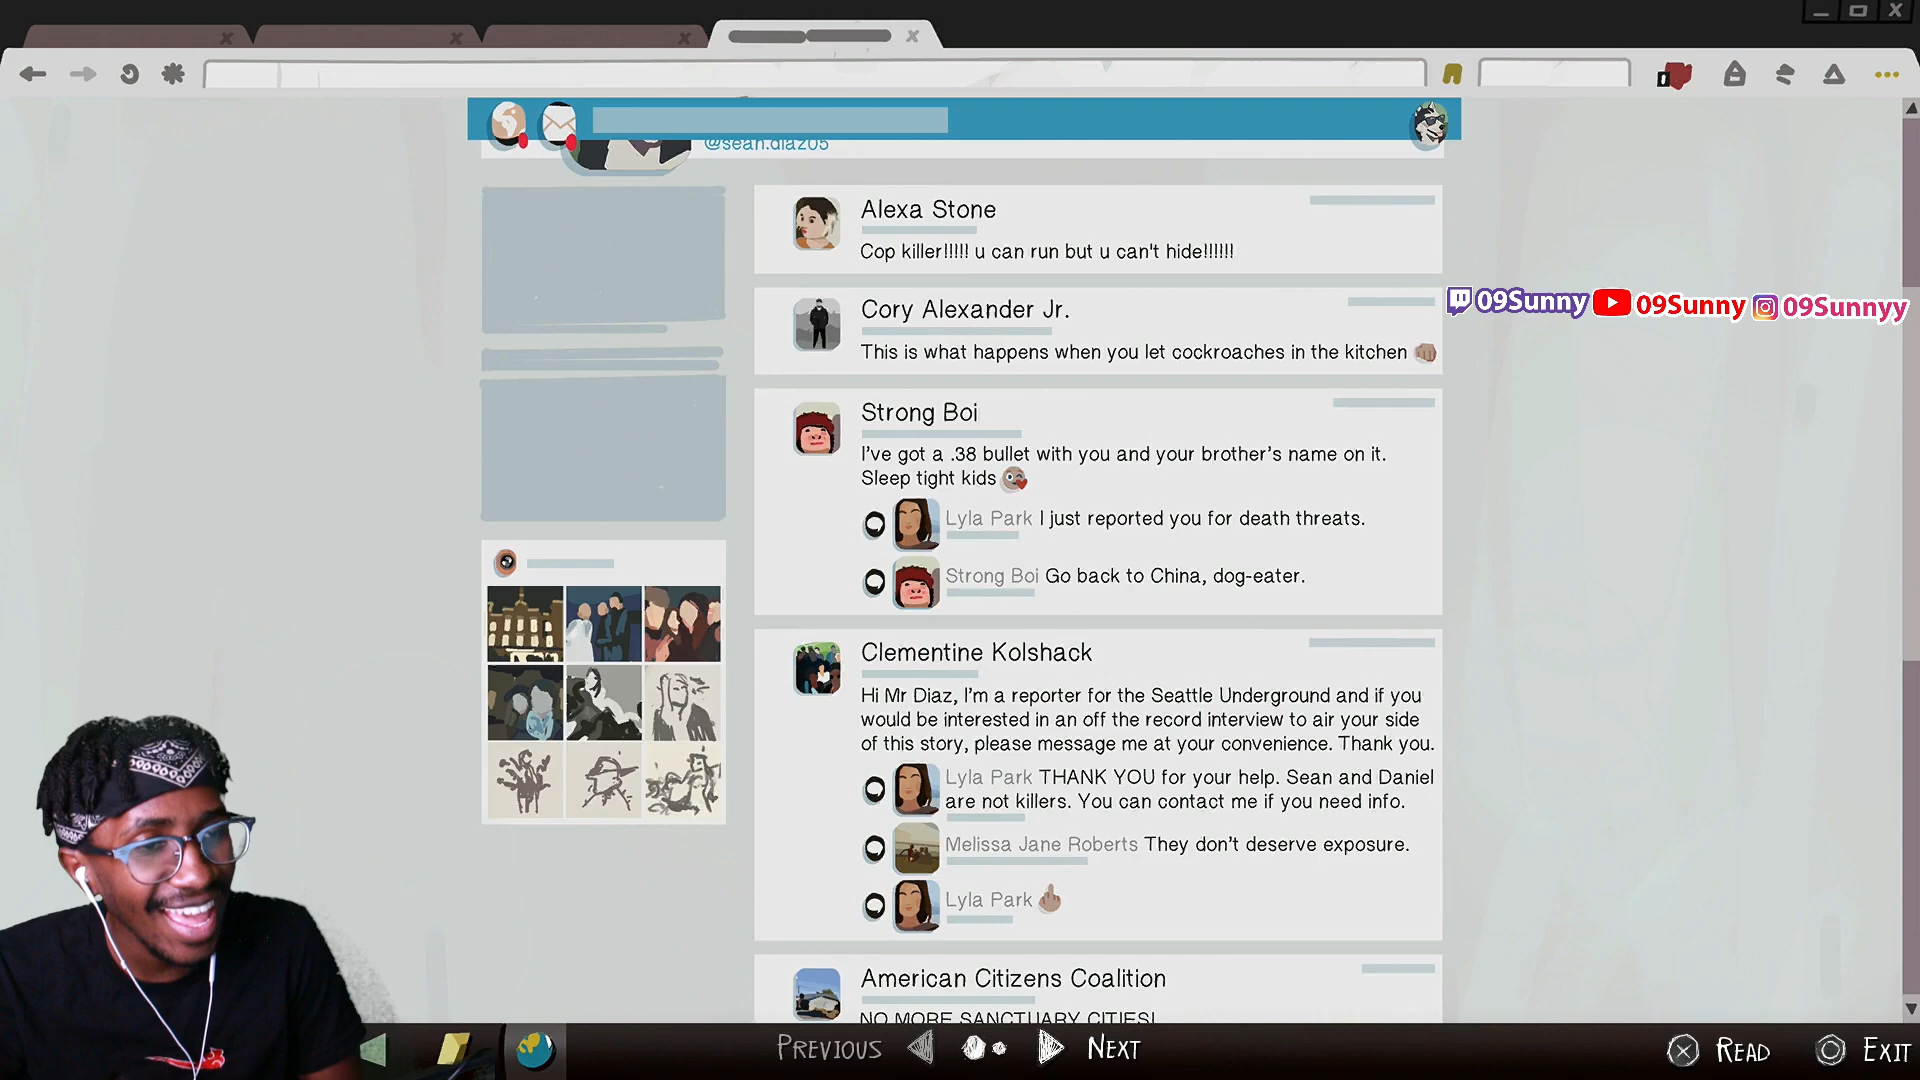 @sean.diaz05
Alexa Stone
Cop killer!!!!! u can run but u can't hide!!!!!!
Cory Alexander Jr.
This is what happens when you let cockroaches in the kitchen
09Sunny 09Sunny 09Sunnyy
Strong Boi
I've got a .38 bullet with you and your brother's name on it.
Sleep tight kids
Lyla Park I just reported you for death threats.
Strong Boi Go back to China, dog-eater.
Clementine Kolshack
Hi Mr Diaz, I'm a reporter for the Seattle Underground and if you
would be interested in an off the record interview to air your side
of this story, please message me at your convenience. Thank you.
Lyla Park THANK YOU for your help. Sean and Daniel
are not killers. You can contact me if you need info.
Melissa Jane Roberts They don't deserve exposure.
Lyla Park
American Citizens Coalition
NO MORE SANCTUARY CITIES!
PREVIOUS NEXT READ EXIT